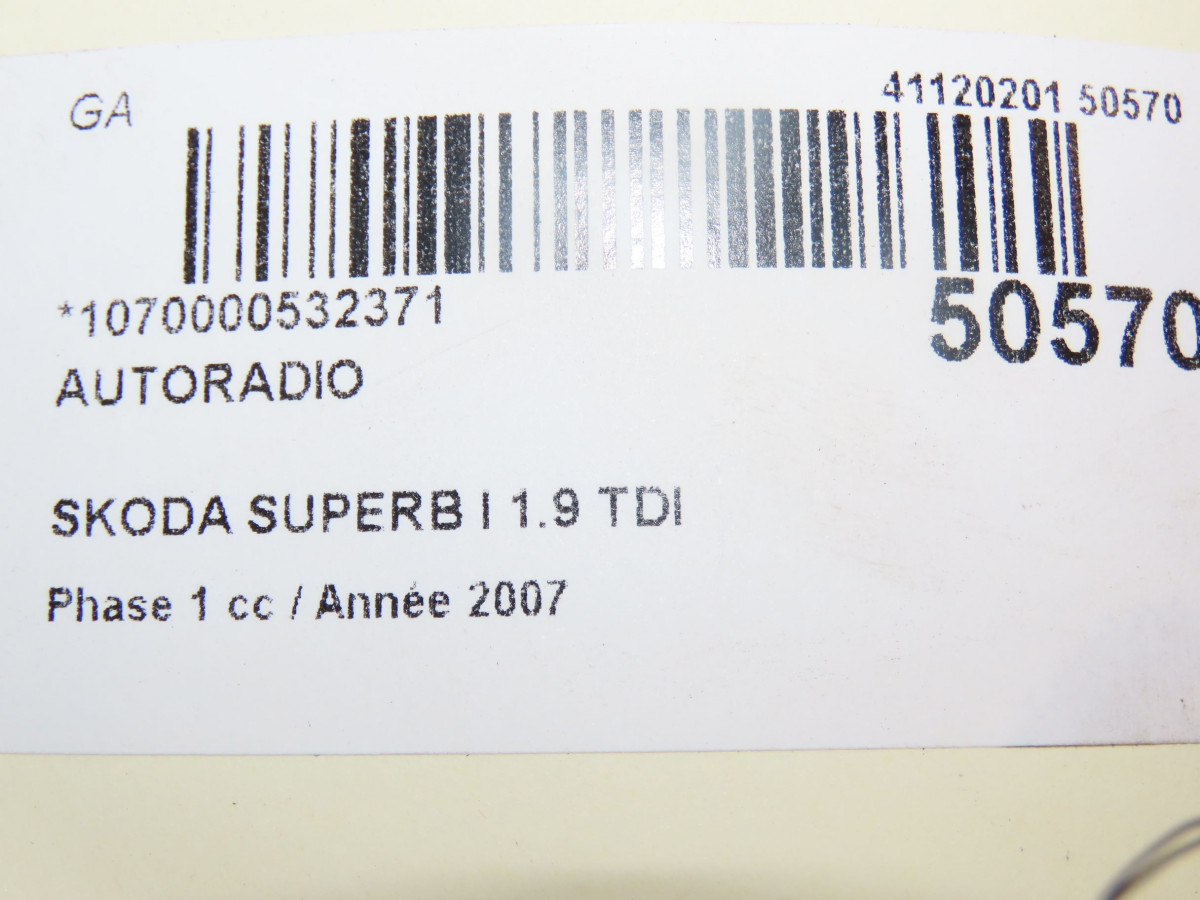 GA
41120201 50570
*1070000532371
50570
AUTORADIO
SKODA SUPERB I 1.9 TDI
Phase 1 cc / Année 2007